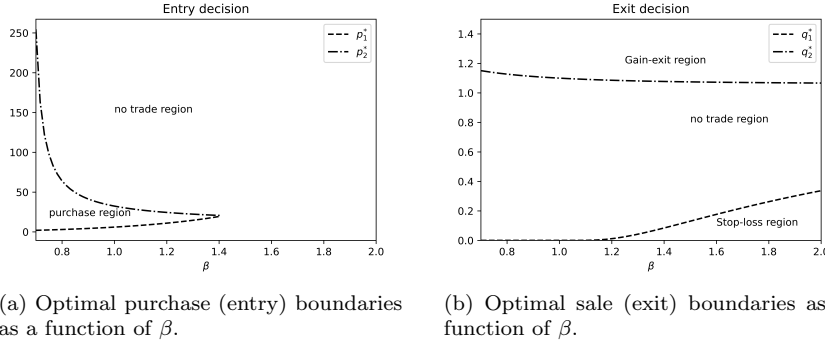 Entry decision
250
200
150
100
50
0
0.8
1.0
1.2
1.4
1.6
1.8
2.0
β
p₁*
p₂*
no trade region
purchase region
(a) Optimal purchase (entry) boundaries
as a function of β.
Exit decision
1.4
1.2
1.0
0.8
0.6
0.4
0.2
0.0
0.8
1.0
1.2
1.4
1.6
1.8
2.0
β
q₁*
q₂*
Gain-exit region
no trade region
Stop-loss region
(b) Optimal sale (exit) boundaries as
function of β.